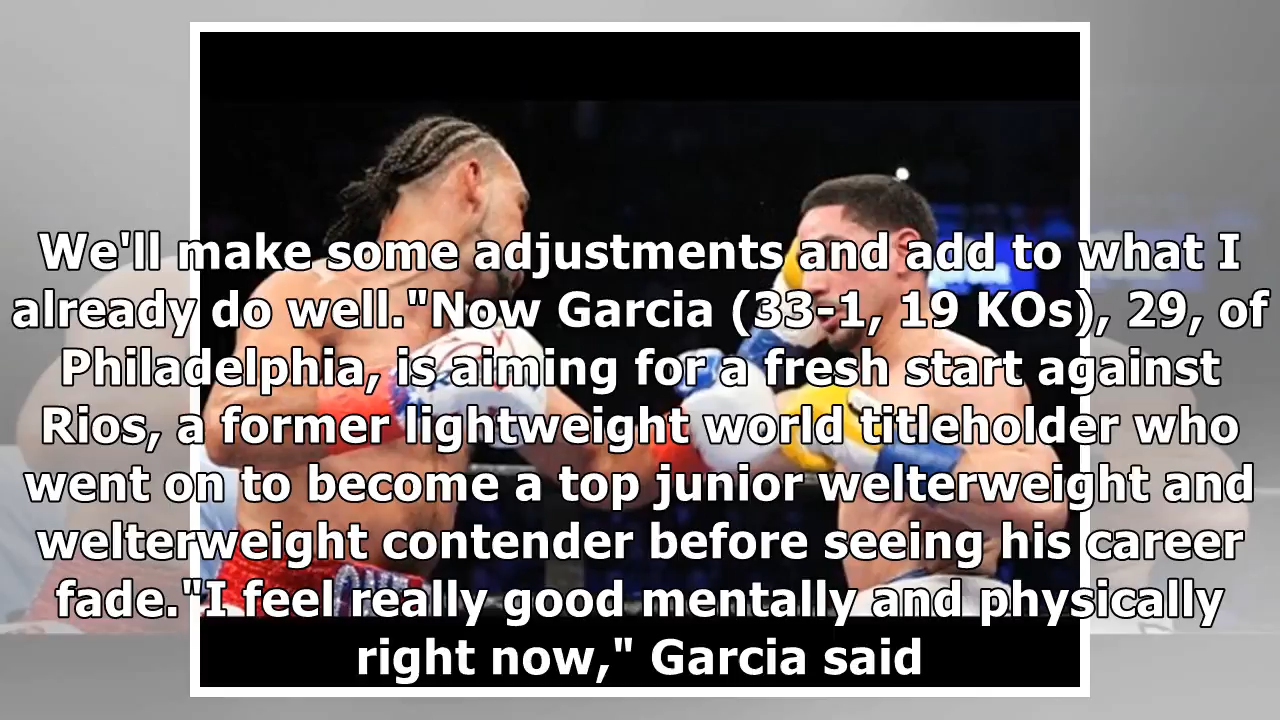 We'll make some adjustments and add to what I
already do well."Now Garcia (33-1, 19 KOs), 29, of
Philadelphia, is aiming for a fresh start against
Rios, a former lightweight world titleholder who
went on to become a top junior welterweight and
welterweight contender before seeing his career
fade."I feel really good mentally and physically
right now," Garcia said